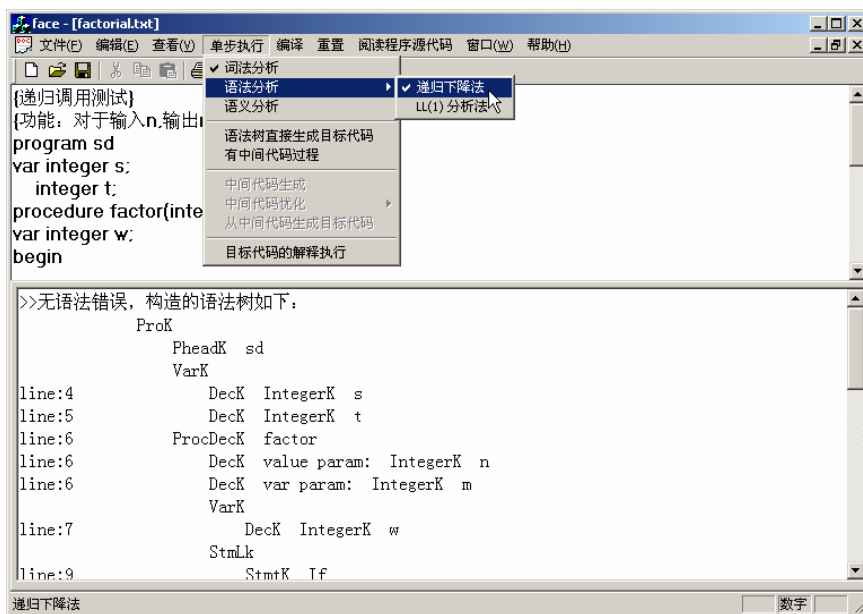 face - [factorial.txt]
文件(F) 编辑(E) 查看(V) 单步执行 编译 重置 阅读程序源代码 窗口(W) 帮助(H)
词法分析
语法分析
递归下降法
语义分析
LL(1) 分析法
语法树直接生成目标代码
有中间代码过程
中间代码生成
中间代码优化
从中间代码生成目标代码
目标代码的解释执行
{递归调用测试}
{功能：对于输入n,输出
program sd
var integer s;
integer t;
procedure factor(inte
var integer w;
begin
>>无语法错误，构造的语法树如下：
ProK
PheadK sd
VarK
line:4 DecK IntegerK s
line:5 DecK IntegerK t
line:6 ProcDecK factor
line:6 DecK value param: IntegerK n
line:6 DecK var param: IntegerK m
VarK
line:7 DecK IntegerK w
StmLk
line:9 StmtK If
递归下降法 数字